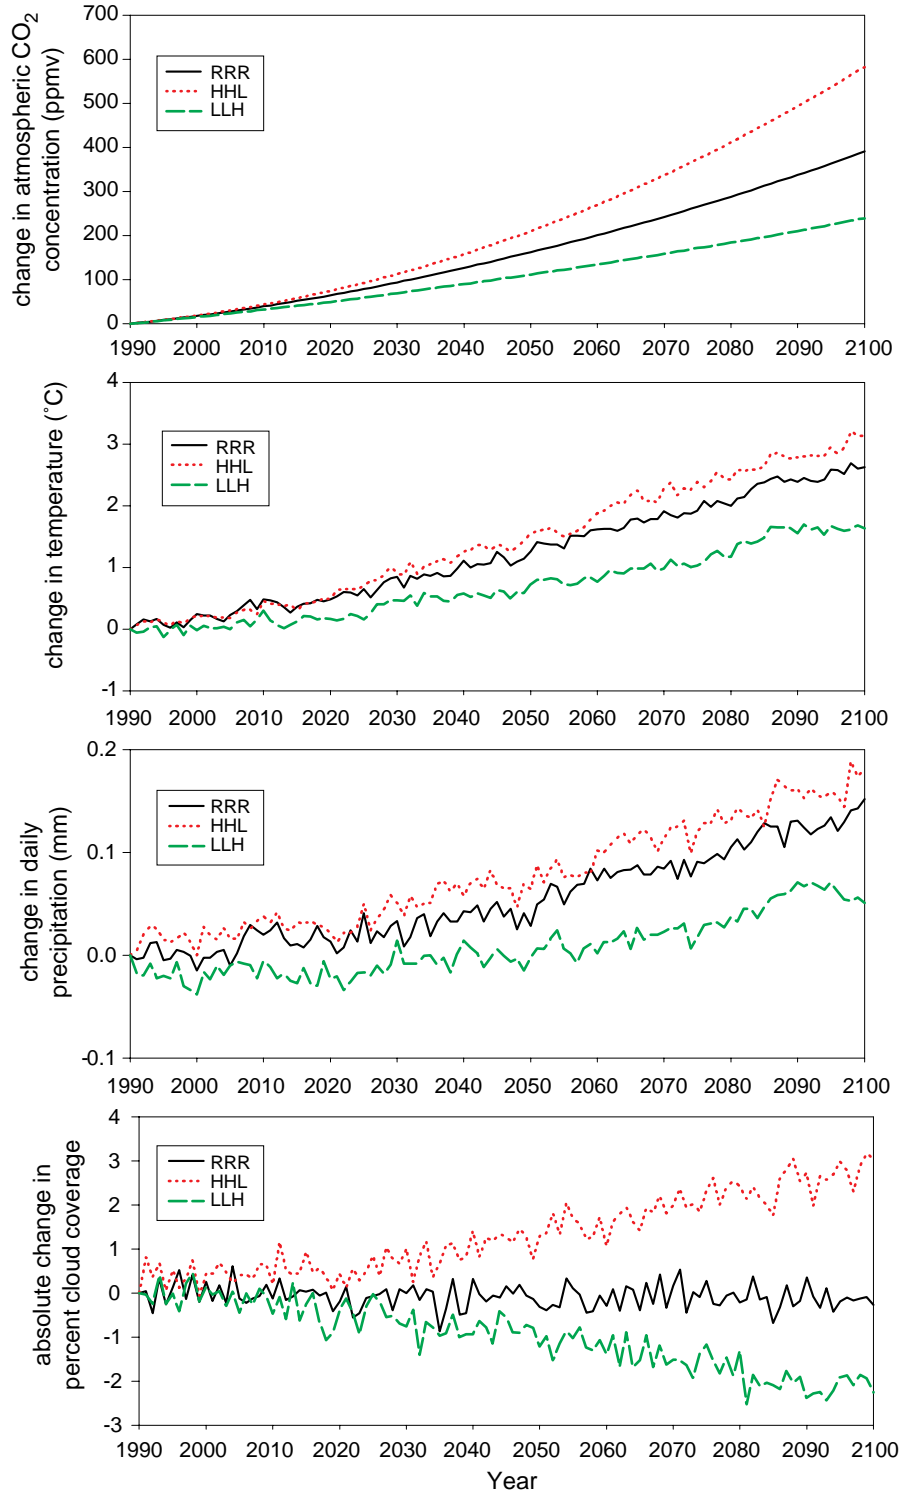 change in atmospheric CO2
concentration (ppmv)
700
600
500
400
300
200
100
0
RRR
HHL
LLH
1990 2000 2010 2020 2030 2040 2050 2060 2070 2080 2090 2100
change in temperature (˚C)
4
3
2
1
0
-1
RRR
HHL
LLH
1990 2000 2010 2020 2030 2040 2050 2060 2070 2080 2090 2100
change in daily
precipitation (mm)
0.2
0.1
0.0
-0.1
RRR
HHL
LLH
1990 2000 2010 2020 2030 2040 2050 2060 2070 2080 2090 2100
absolute change in
percent cloud coverage
4
3
2
1
0
-1
-2
-3
RRR
HHL
LLH
1990 2000 2010 2020 2030 2040 2050 2060 2070 2080 2090 2100
Year